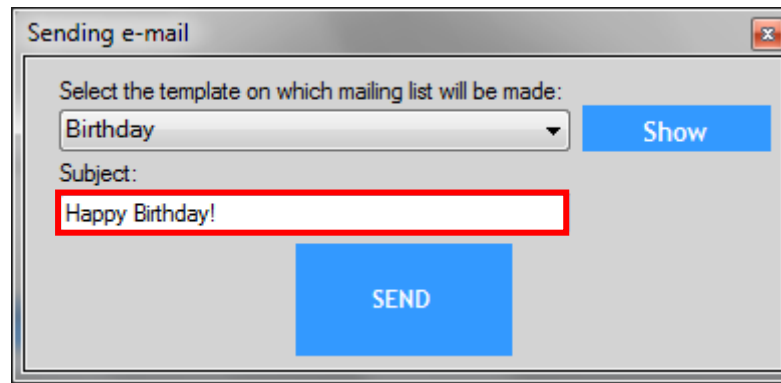 Sending e-mail
Select the template on which mailing list will be made:
Birthday
Show
Subject:
Happy Birthday!
SEND